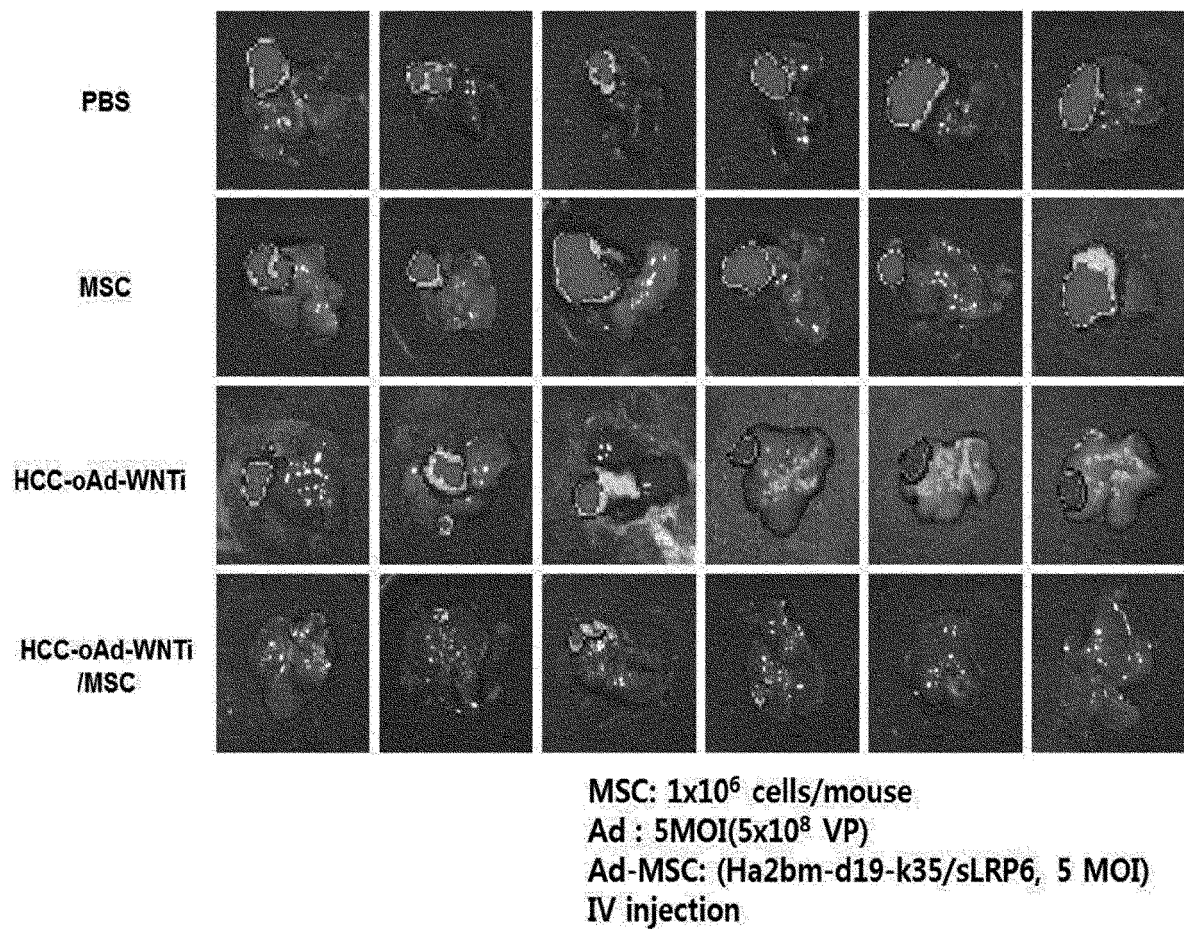 PBS
MSC
HCC-oAd-WNTi
HCC-oAd-WNTi
/MSC
MSC: 1x10⁶ cells/mouse
Ad : 5MOI(5x10⁸ VP)
Ad-MSC: (Ha2bm-d19-k35/sLRP6, 5 MOI)
IV injection